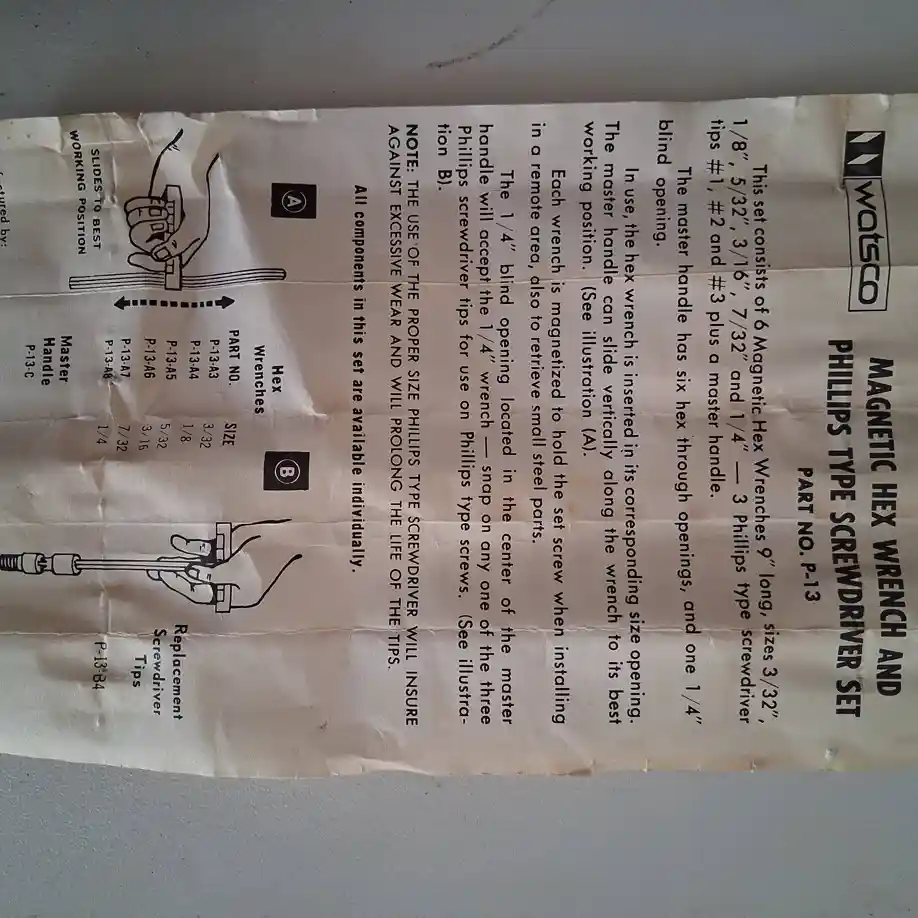 watsco
MAGNETIC HEX WRENCH AND
PHILLIPS TYPE SCREWDRIVER SET
PART NO. P-13
This set consists of 6 Magnetic Hex Wrenches 9" long, sizes 3/32",
1/8", 5/32", 3/16", 7/32" and 1/4" — 3 Phillips type screwdriver
tips #1, #2 and #3 plus a master handle.
The master handle has six hex through openings, and one 1/4"
blind opening.
In use, the hex wrench is inserted in its corresponding size opening.
The master handle can slide vertically along the wrench to its best
working position. (See illustration (A).
Each wrench is magnetized to hold the set screw when installing
in a remote area, also to retrieve small steel parts.
The 1/4" blind opening located in the center of the master
handle will accept the 1/4" wrench — snap on any one of the three
Phillips screwdriver tips for use on Phillips type screws. (See illustra-
tion B).
NOTE: THE USE OF THE PROPER SIZE PHILLIPS TYPE SCREWDRIVER WILL INSURE
AGAINST EXCESSIVE WEAR AND WILL PROLONG THE LIFE OF THE TIPS.
All components in this set are available individually.
A
SLIDES TO BEST
WORKING POSITION
Hex
Wrenches
PART NO. SIZE
P-13-A3 3/32
P-13-A4 1/8
P-13-A5 5/32
P-13-A6 3/16
P-13-A7 7/32
P-13-A8 1/4
Master
Handle
P-13-C
B
Replacement
Screwdriver
Tips
P-13-B4